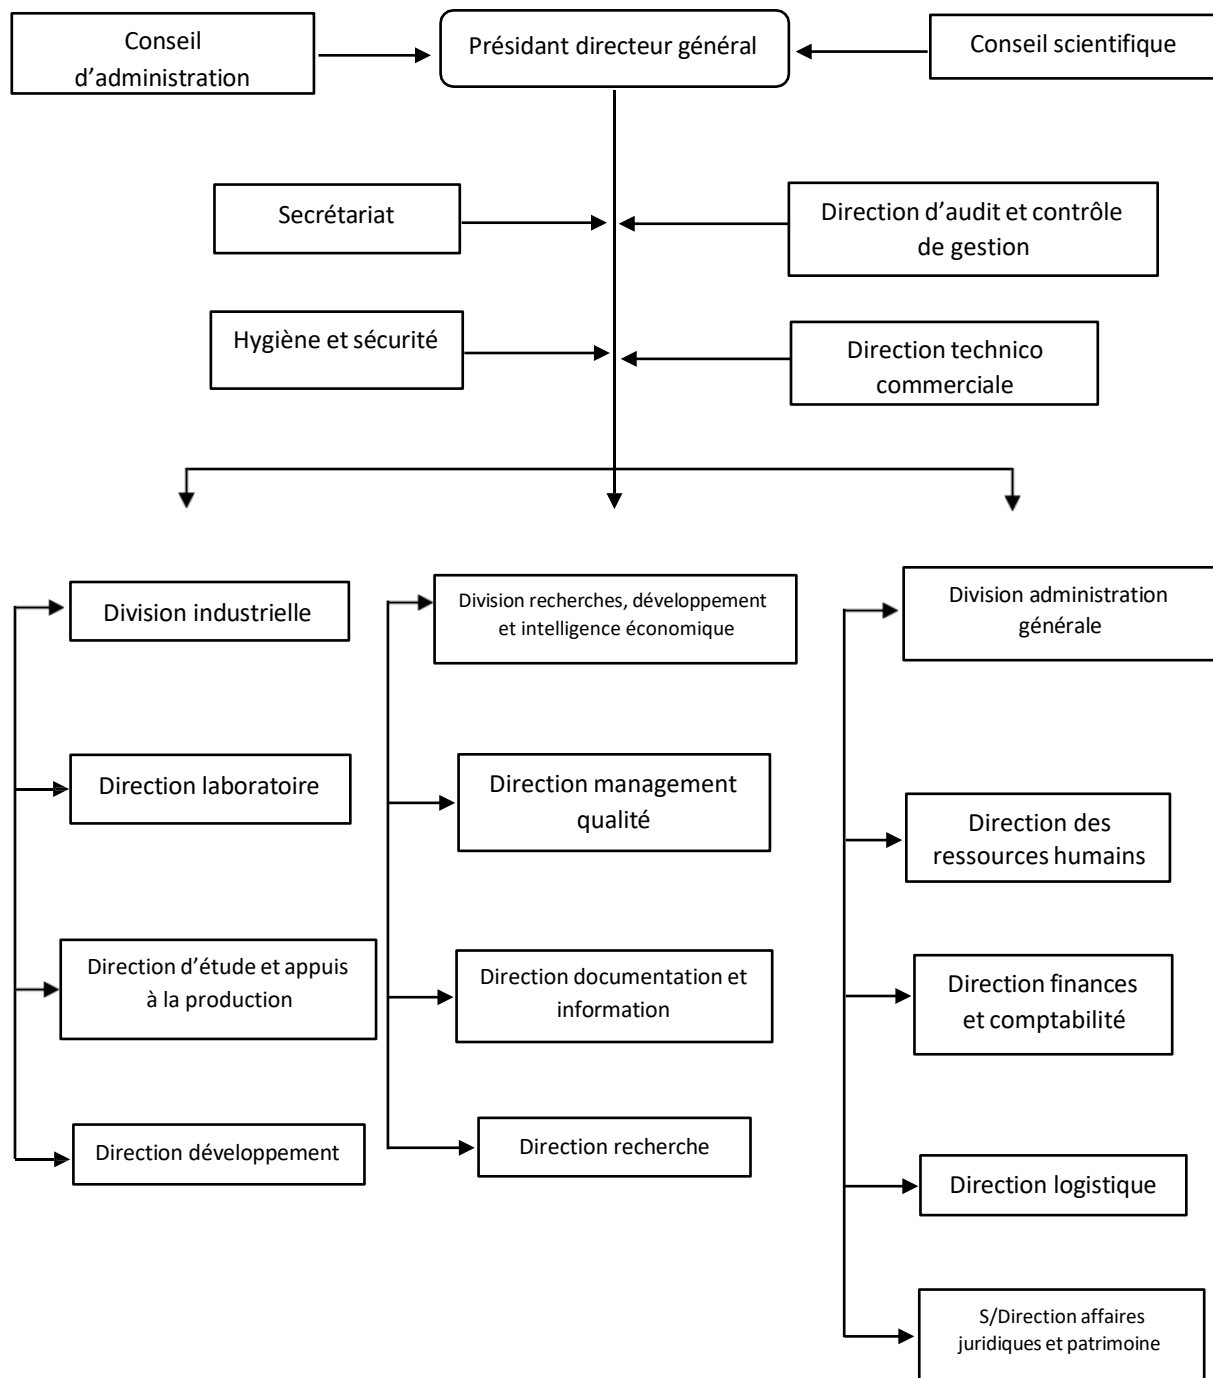 Conseil
d’administration
Présidant directeur général
Conseil scientifique
Secrétariat
Direction d’audit et contrôle
de gestion
Hygiène et sécurité
Direction technico
commerciale
Division industrielle
Division recherches, développement
et intelligence économique
Division administration
générale
Direction laboratoire
Direction management
qualité
Direction des
ressources humains
Direction d’étude et appuis
à la production
Direction documentation et
information
Direction finances
et comptabilité
Direction développement
Direction recherche
Direction logistique
S/Direction affaires
juridiques et patrimoine